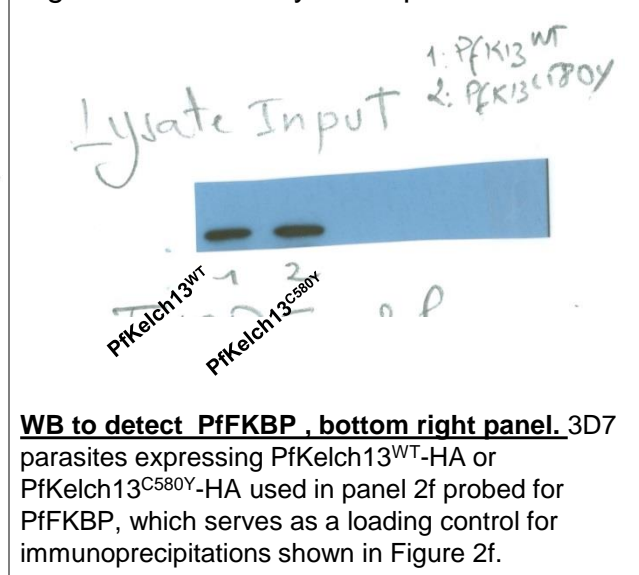 1: PfK13WT
2: PfK13C580Y
Lysate Input
1 2
PfKelch13WT
PfKelch13C580Y
WB to detect PfFKBP , bottom right panel. 3D7
parasites expressing PfKelch13WT-HA or
PfKelch13C580Y-HA used in panel 2f probed for
PfFKBP, which serves as a loading control for
immunoprecipitations shown in Figure 2f.